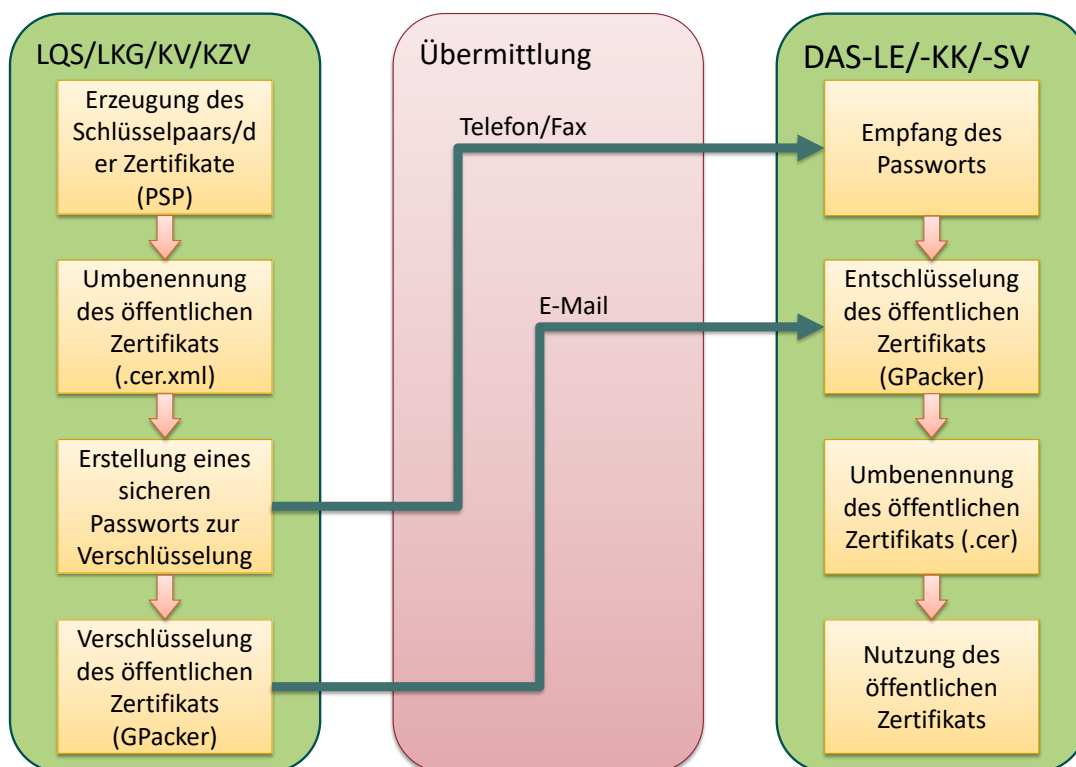 LQS/LKG/KV/KZV
Erzeugung des
Schlüsselpaars/d
er Zertifikate
(PSP)
Umbenennung
des öffentlichen
Zertifikats
(.cer.xml)
Erstellung eines
sicheren
Passworts zur
Verschlüsselung
Verschlüsselung
des öffentlichen
Zertifikats
(GPacker)
Übermittlung
Telefon/Fax
E-Mail
DAS-LE/-KK/-SV
Empfang des
Passworts
Entschlüsselung
des öffentlichen
Zertifikats
(GPacker)
Umbenennung
des öffentlichen
Zertifikats (.cer)
Nutzung des
öffentlichen
Zertifikats